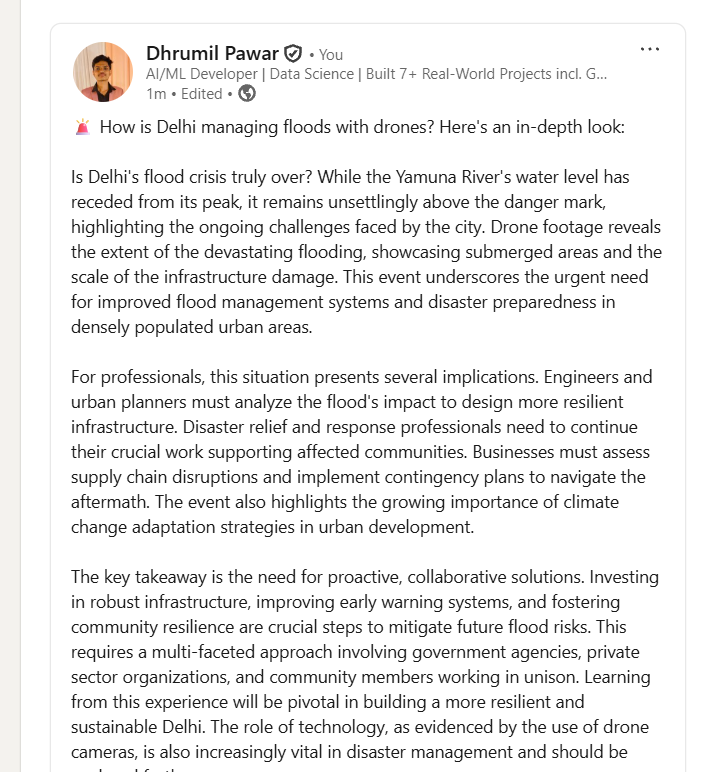 Dhrumil Pawar • You
AI/ML Developer | Data Science | Built 7+ Real-World Projects incl. G...
1m • Edited •
🚨 How is Delhi managing floods with drones? Here's an in-depth look:
Is Delhi's flood crisis truly over? While the Yamuna River's water level has
receded from its peak, it remains unsettlingly above the danger mark,
highlighting the ongoing challenges faced by the city. Drone footage reveals
the extent of the devastating flooding, showcasing submerged areas and the
scale of the infrastructure damage. This event underscores the urgent need
for improved flood management systems and disaster preparedness in
densely populated urban areas.
For professionals, this situation presents several implications. Engineers and
urban planners must analyze the flood's impact to design more resilient
infrastructure. Disaster relief and response professionals need to continue
their crucial work supporting affected communities. Businesses must assess
supply chain disruptions and implement contingency plans to navigate the
aftermath. The event also highlights the growing importance of climate
change adaptation strategies in urban development.
The key takeaway is the need for proactive, collaborative solutions. Investing
in robust infrastructure, improving early warning systems, and fostering
community resilience are crucial steps to mitigate future flood risks. This
requires a multi-faceted approach involving government agencies, private
sector organizations, and community members working in unison. Learning
from this experience will be pivotal in building a more resilient and
sustainable Delhi. The role of technology, as evidenced by the use of drone
cameras, is also increasingly vital in disaster management and should be